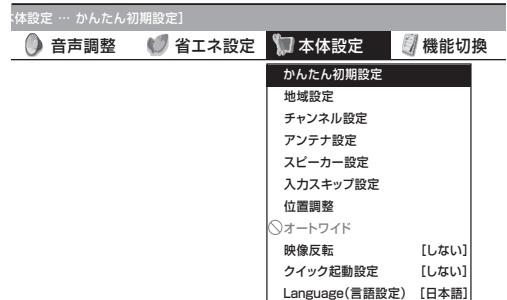 体設定 … かんたん初期設定]
音声調整 省エネ設定 本体設定 機能切換
かんたん初期設定
地域設定
チャンネル設定
アンテナ設定
スピーカー設定
入力スキップ設定
位置調整
オートワイド
映像反転 [しない]
クイック起動設定 [しない]
Language(言語設定) [日本語]